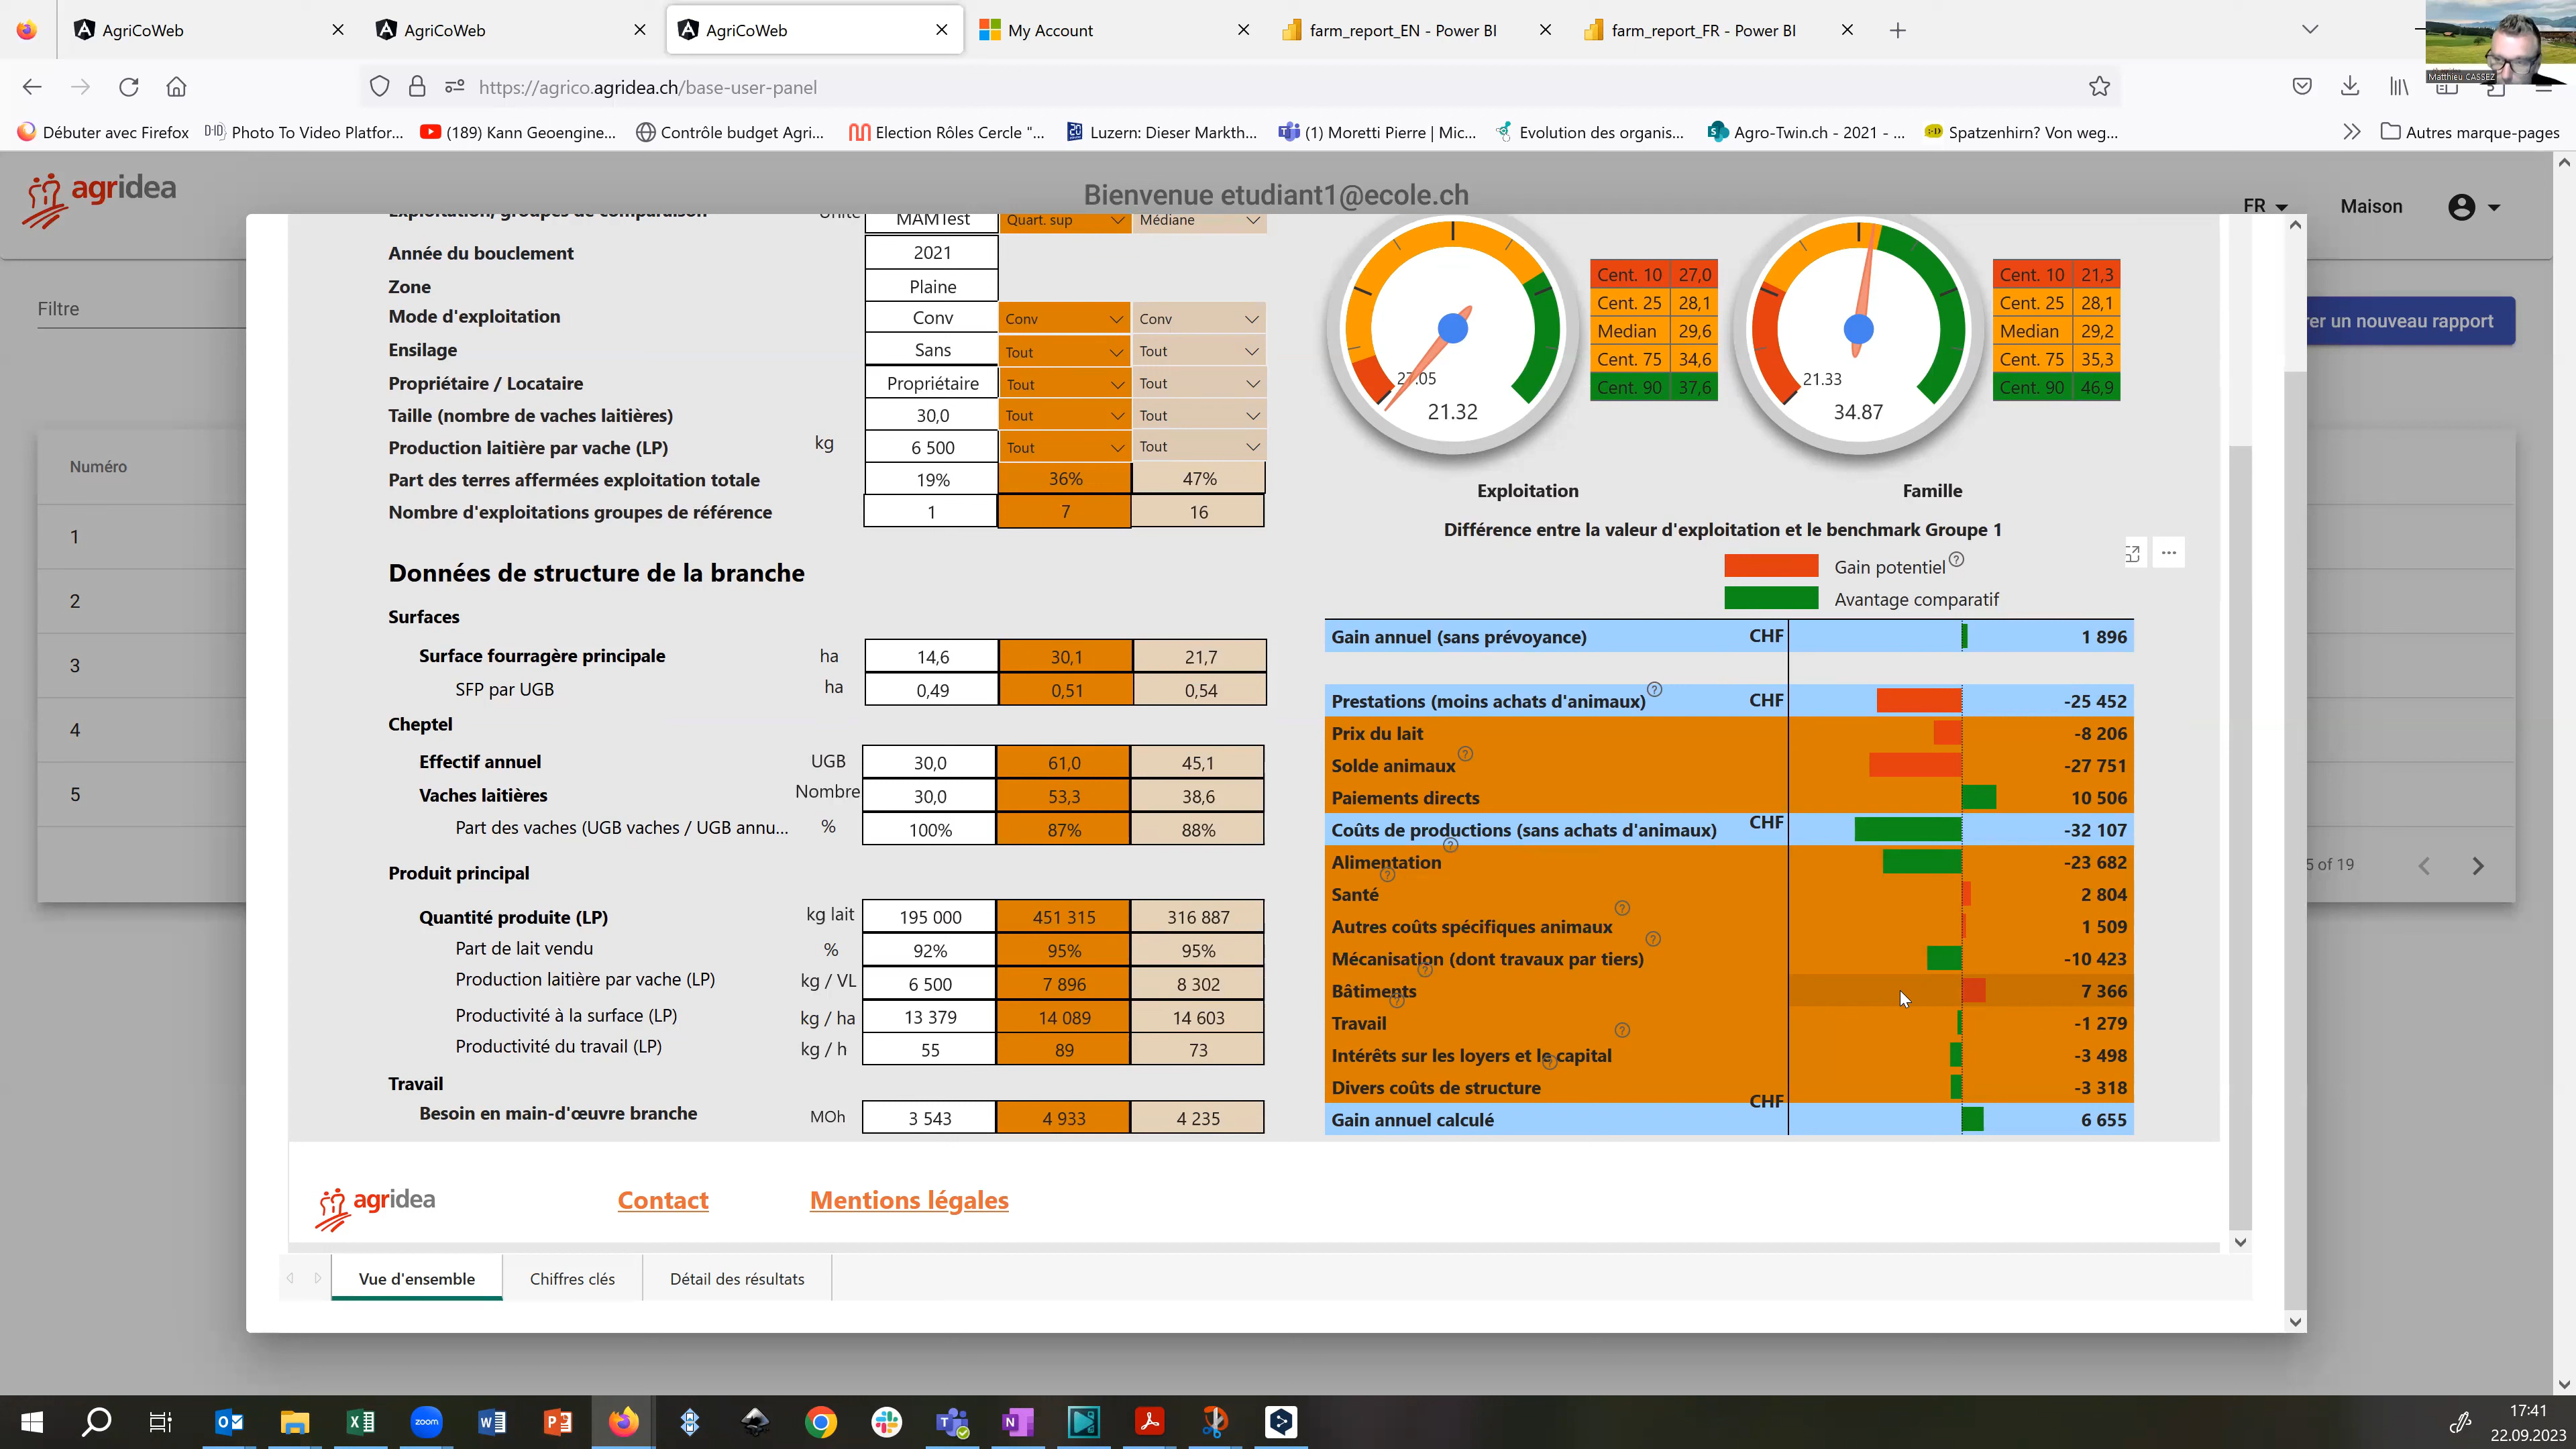 AgriCoWeb
AgriCoWeb
AgriCoWeb
My Account
farm_report_EN - Power BI
farm_report_FR - Power BI
Matthieu CASSEZ
https://agrico.agridea.ch/base-user-panel
Débuter avec Firefox
Photo To Video Platfor...
(189) Kann Geoengine...
Contrôle budget Agri...
Election Rôles Cercle "...
Luzern: Dieser Markth...
(1) Moretti Pierre | Mic...
Evolution des organis...
Agro-Twin.ch - 2021 - ...
Spatzenhirn? Von weg...
Autres marque-pages
agridea
Bienvenue etudiant1@ecole.ch
FR
Maison
Filtre
er un nouveau rapport
Numéro
1
2
3
4
5
5 of 19
Exploitation, groupes de comparaison Unité MAMTest Quart. sup Médiane
Année du bouclement 2021
Zone Plaine
Mode d'exploitation Conv Conv Conv
Ensilage Sans Tout Tout
Propriétaire / Locataire Propriétaire Tout Tout
Taille (nombre de vaches laitières) 30,0 Tout Tout
Production laitière par vache (LP) kg 6 500 Tout Tout
Part des terres affermées exploitation totale 19% 36% 47%
Nombre d'exploitations groupes de référence 1 7 16
Données de structure de la branche
Surfaces
Surface fourragère principale ha 14,6 30,1 21,7
SFP par UGB ha 0,49 0,51 0,54
Cheptel
Effectif annuel UGB 30,0 61,0 45,1
Vaches laitières Nombre 30,0 53,3 38,6
Part des vaches (UGB vaches / UGB annu... % 100% 87% 88%
Produit principal
Quantité produite (LP) kg lait 195 000 451 315 316 887
Part de lait vendu % 92% 95% 95%
Production laitière par vache (LP) kg / VL 6 500 7 896 8 302
Productivité à la surface (LP) kg / ha 13 379 14 089 14 603
Productivité du travail (LP) kg / h 55 89 73
Travail
Besoin en main-d'œuvre branche MOh 3 543 4 933 4 235
27.05
21.32
Cent. 10 27,0
Cent. 25 28,1
Median 29,6
Cent. 75 34,6
Cent. 90 37,6
Exploitation
21.33
34.87
Cent. 10 21,3
Cent. 25 28,1
Median 29,2
Cent. 75 35,3
Cent. 90 46,9
Famille
Différence entre la valeur d'exploitation et le benchmark Groupe 1
Gain potentiel
Avantage comparatif
Gain annuel (sans prévoyance) CHF 1 896
Prestations (moins achats d'animaux) CHF -25 452
Prix du lait -8 206
Solde animaux -27 751
Paiements directs 10 506
Coûts de productions (sans achats d'animaux) CHF -32 107
Alimentation -23 682
Santé 2 804
Autres coûts spécifiques animaux 1 509
Mécanisation (dont travaux par tiers) -10 423
Bâtiments 7 366
Travail -1 279
Intérêts sur les loyers et le capital -3 498
Divers coûts de structure -3 318
Gain annuel calculé CHF 6 655
agridea
Contact
Mentions légales
Vue d'ensemble
Chiffres clés
Détail des résultats
zoom
17:41
22.09.2023